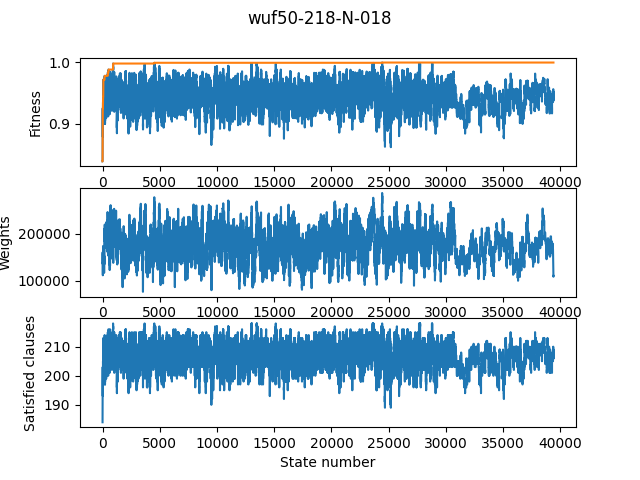 wuf50-218-N-018
1.0
0.9
Fitness
0 5000 10000 15000 20000 25000 30000 35000 40000
200000
100000
Weights
0 5000 10000 15000 20000 25000 30000 35000 40000
210
200
190
Satisfied clauses
0 5000 10000 15000 20000 25000 30000 35000 40000
State number